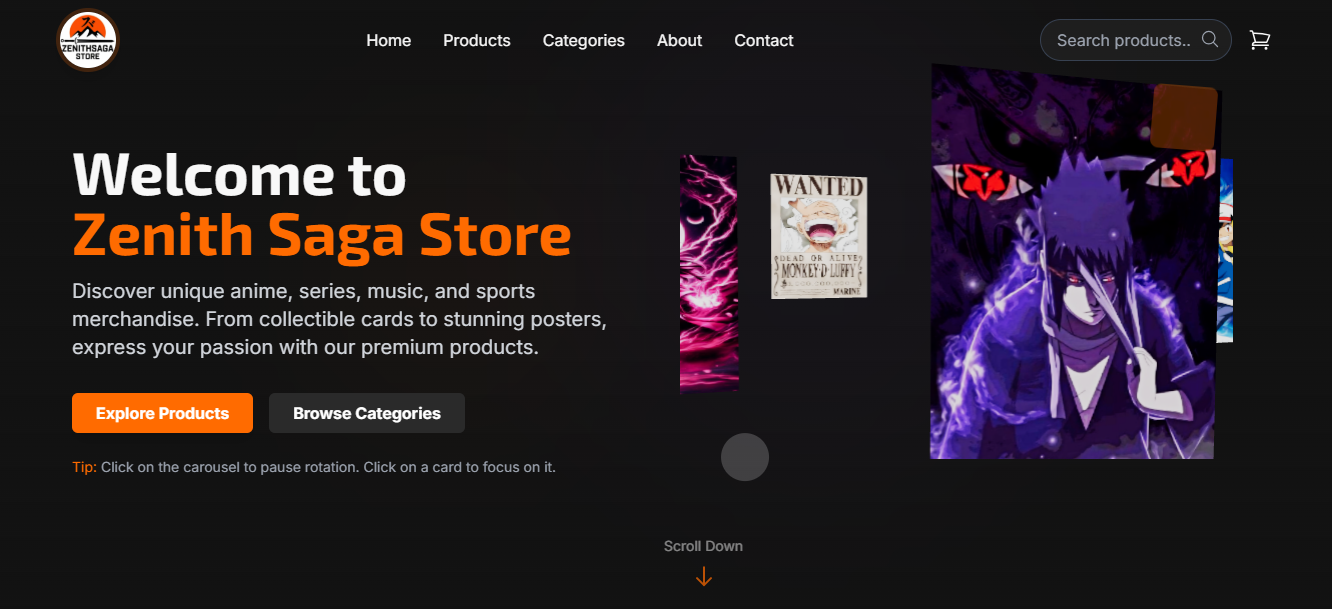 ZENITHSAGA
STORE
Home
Products
Categories
About
Contact
Search products..
Welcome to
Zenith Saga Store
Discover unique anime, series, music, and sports
merchandise. From collectible cards to stunning posters,
express your passion with our premium products.
Explore Products
Browse Categories
Tip: Click on the carousel to pause rotation. Click on a card to focus on it.
WANTED
DEAD OR ALIVE
MONKEY·D·LUFFY
MARINE
Scroll Down